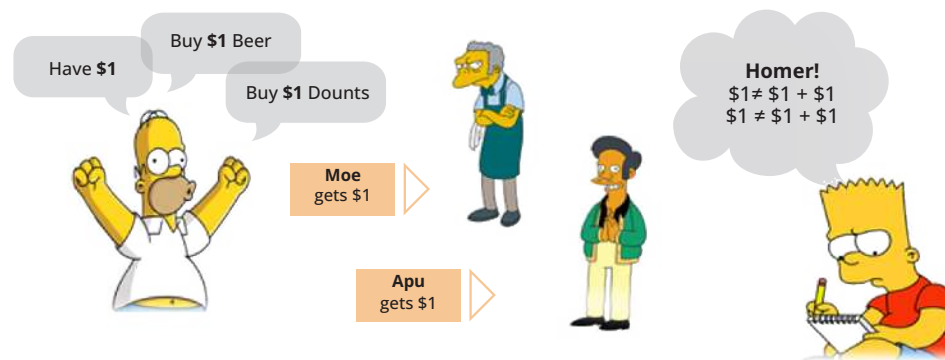 Have $1
Buy $1 Beer
Buy $1 Dounts
Moe
gets $1
Apu
gets $1
Homer!
$1≠ $1 + $1
$1 ≠ $1 + $1